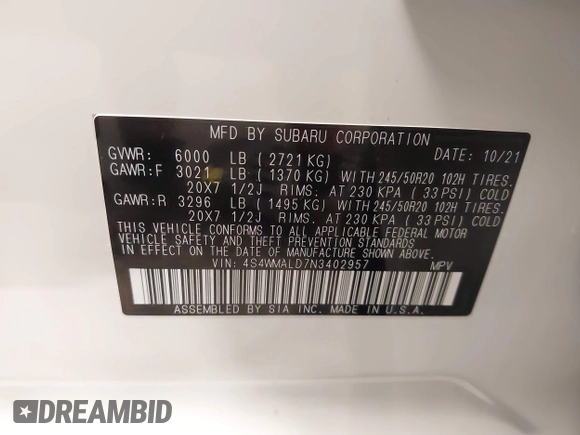 MFD BY SUBARU CORPORATION
GVWR: 6000 LB (2721 KG) DATE: 10/21
GAWR:F 3021 LB (1370 KG) WITH 245/50R20 102H TIRES.
20X7 1/2J RIMS. AT 230 KPA (33 PSI) COLD
GAWR:R 3296 LB (1495 KG) WITH 245/50R20 102H TIRES.
20X7 1/2J RIMS. AT 230 KPA (33 PSI) COLD
THIS VEHICLE CONFORMS TO ALL APPLICABLE FEDERAL MOTOR
VEHICLE SAFETY AND THEFT PREVENTION STANDARDS
IN EFFECT ON THE DATE OF MANUFACTURE SHOWN ABOVE.
VIN: 4S4WMALD7N3402957 MPV
ASSEMBLED BY SIA INC. MADE IN U.S.A.
DREAMBID